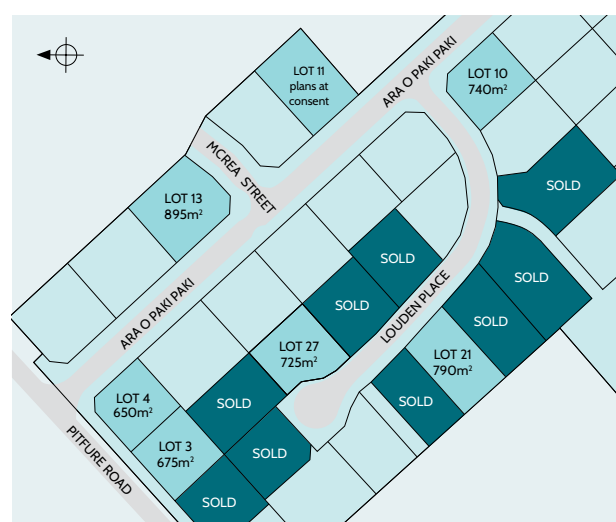 LOT 11
plans at
consent
ARA O PAKI PAKI
LOT 10
740m²
MCREA STREET
SOLD
LOT 13
895m²
SOLD
SOLD
ARA O PAKI PAKI
SOLD
LOUDEN PLACE
SOLD
LOT 27
725m²
LOT 21
790m²
LOT 4
650m²
SOLD
SOLD
PITFURE ROAD
LOT 3
675m²
SOLD
SOLD